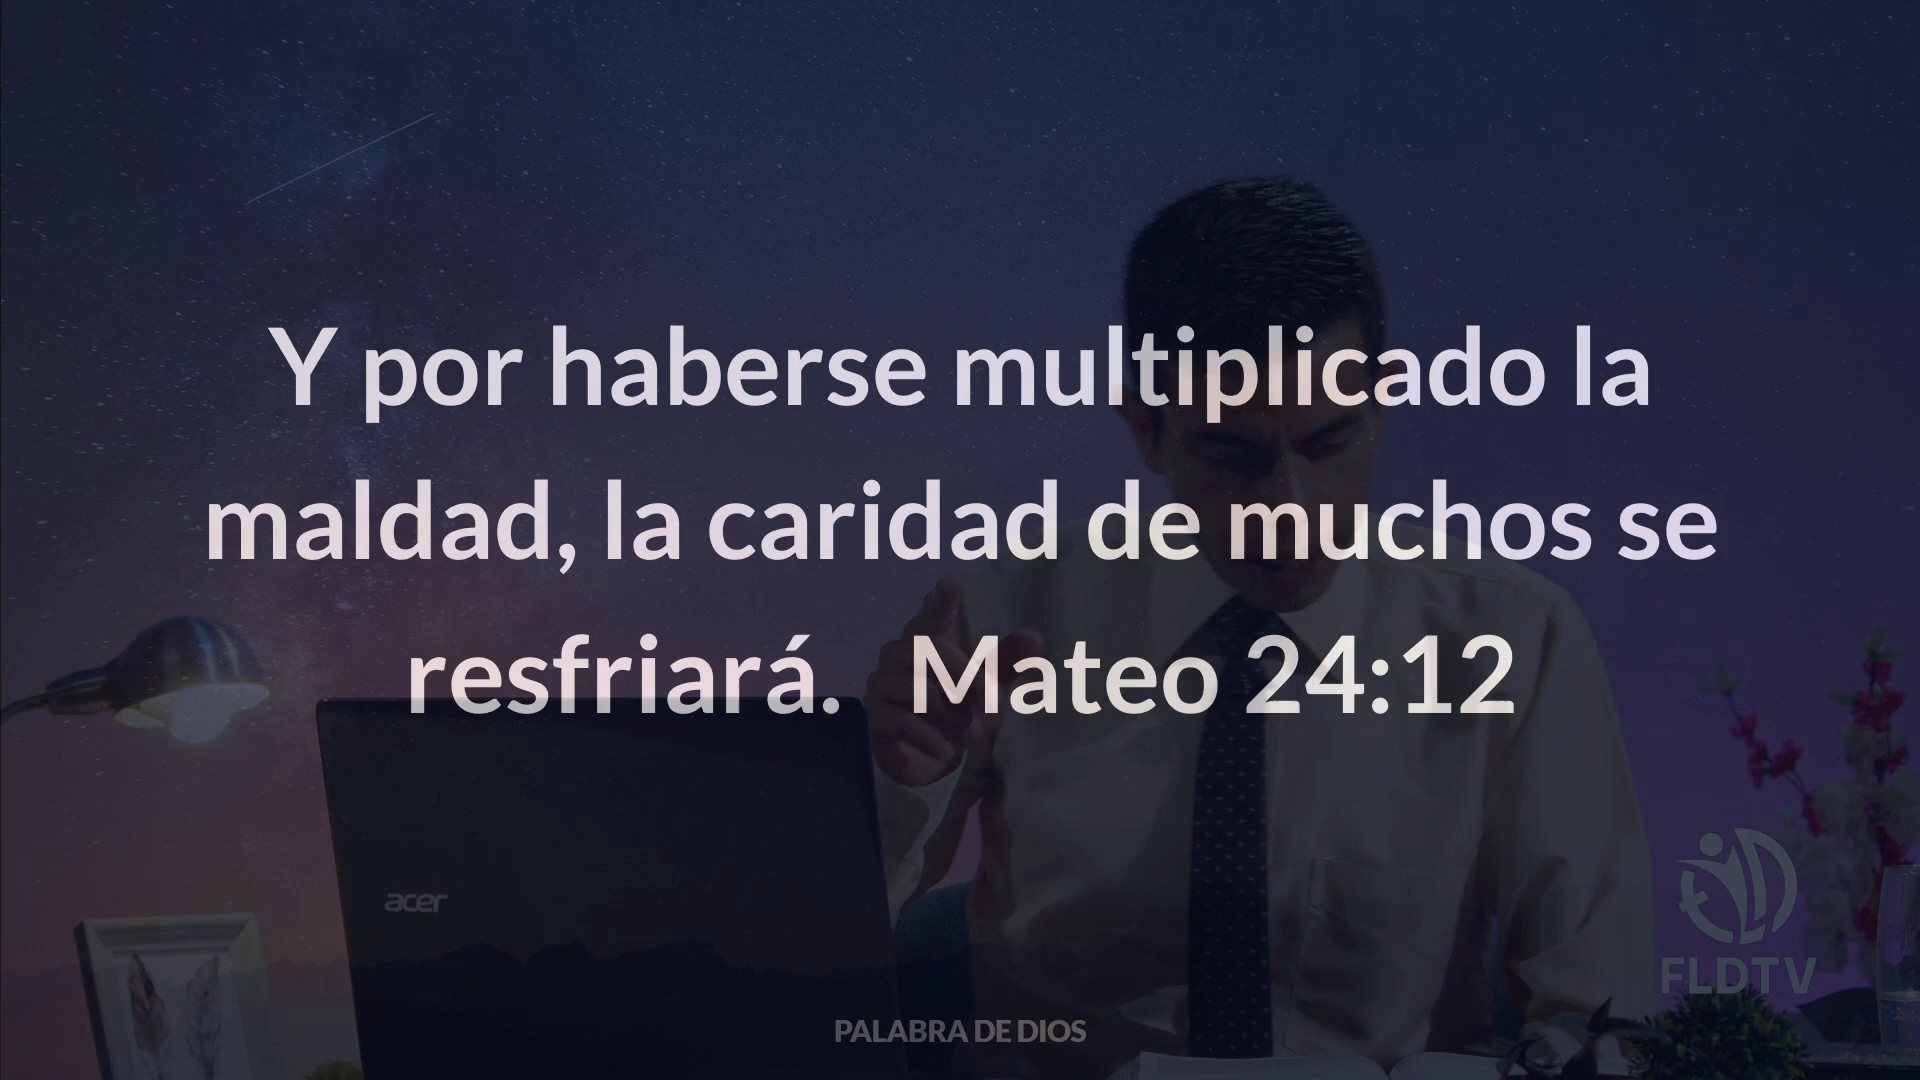 Y por haberse multiplicado la
maldad, la caridad de muchos se
resfriará.   Mateo 24:12
acer
FLDTV
PALABRA DE DIOS